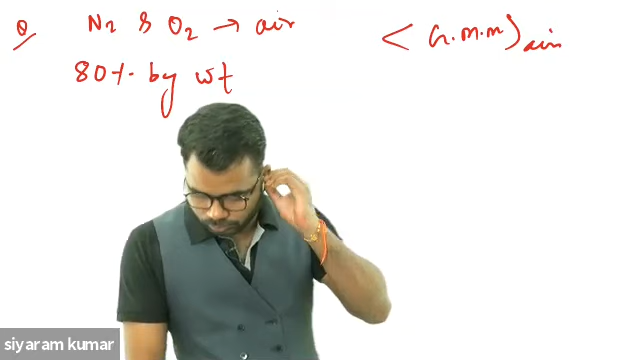 Q N2 & O2 → air
80% by wt
< G.M.M >air
siyaram kumar